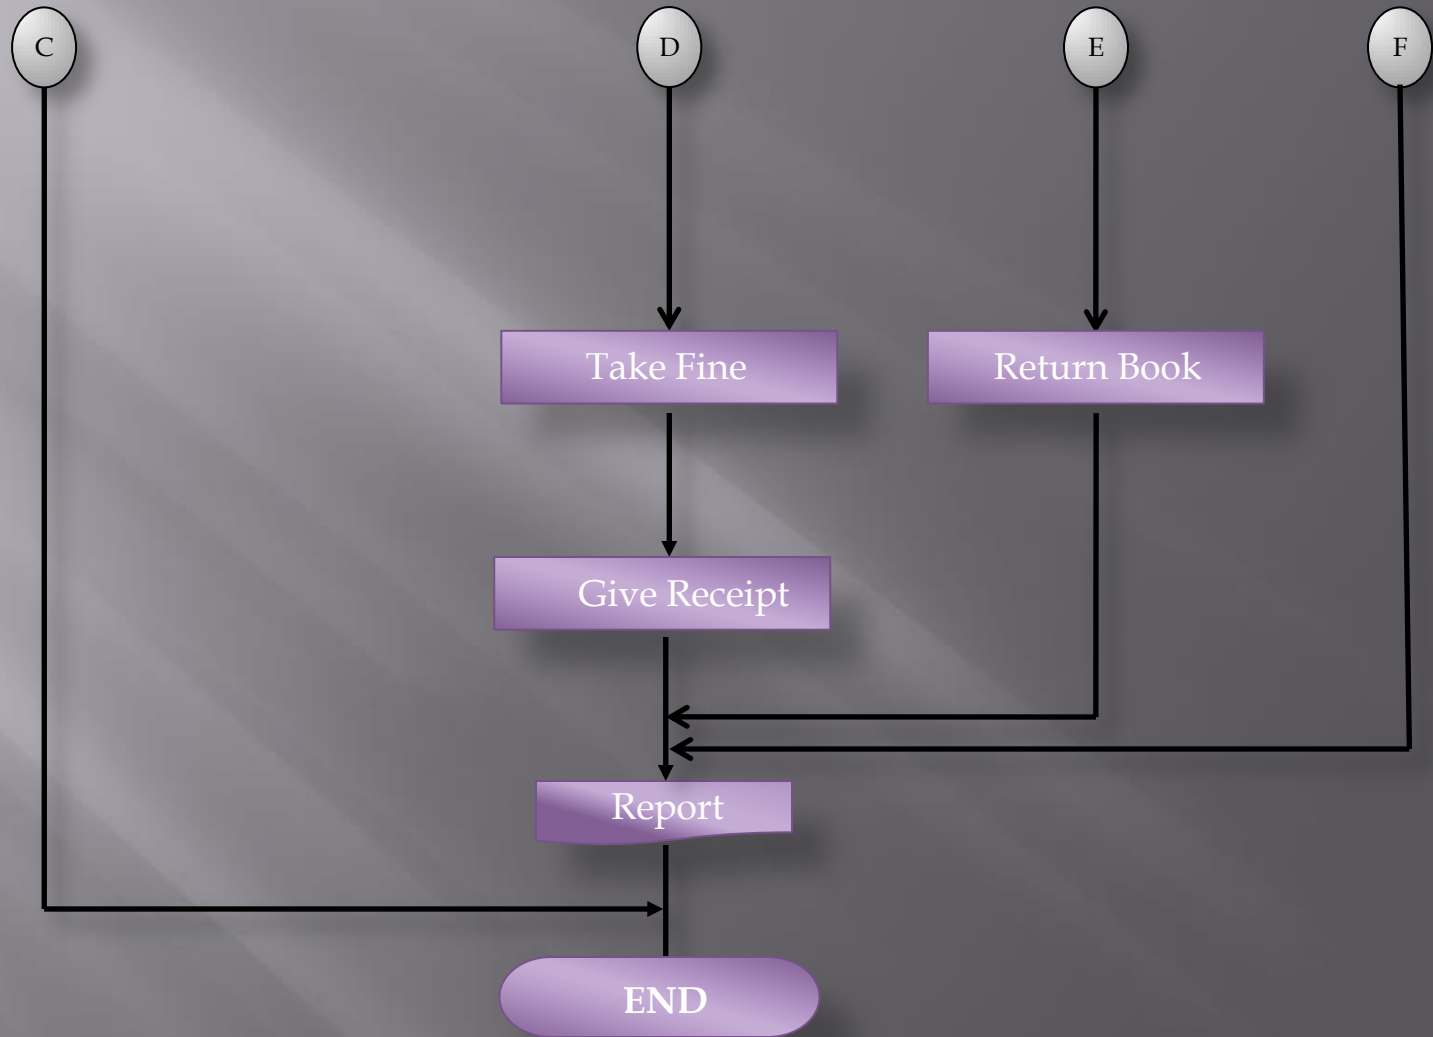 C
D
E
F
Take Fine
Return Book
Give Receipt
Report
END